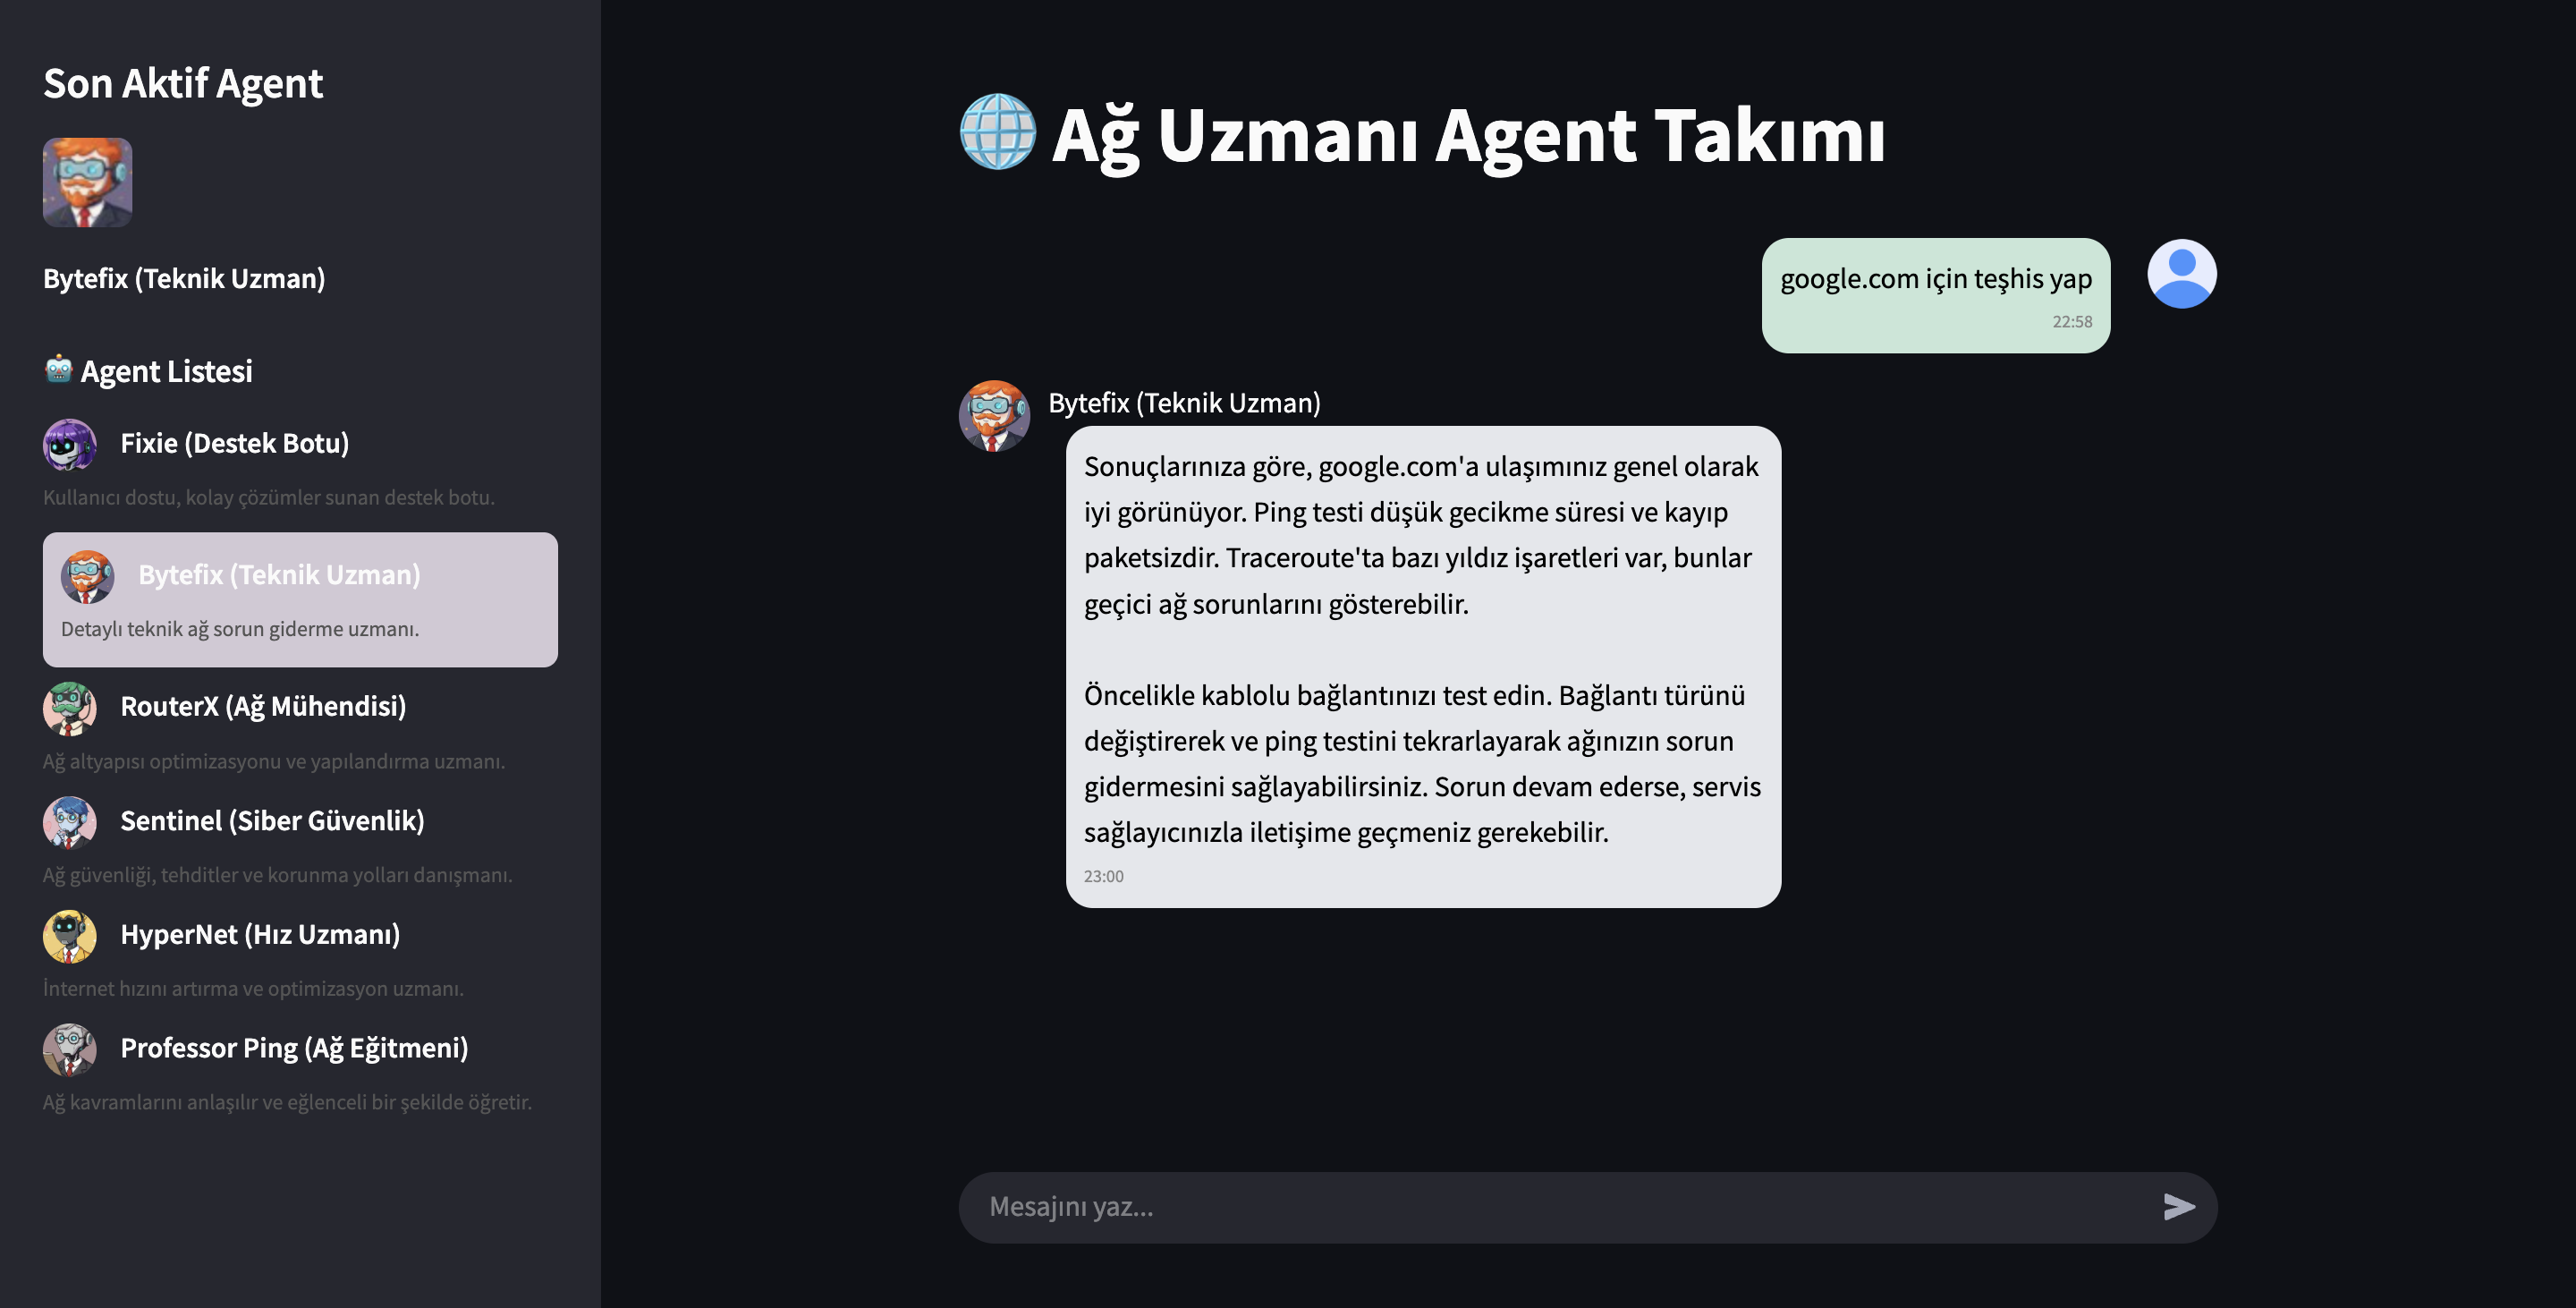 Son Aktif Agent
Bytefix (Teknik Uzman)
Agent Listesi
Fixie (Destek Botu)
Kullanıcı dostu, kolay çözümler sunan destek botu.
Bytefix (Teknik Uzman)
Detaylı teknik ağ sorun giderme uzmanı.
RouterX (Ağ Mühendisi)
Ağ altyapısı optimizasyonu ve yapılandırma uzmanı.
Sentinel (Siber Güvenlik)
Ağ güvenliği, tehditler ve korunma yolları danışmanı.
HyperNet (Hız Uzmanı)
İnternet hızını artırma ve optimizasyon uzmanı.
Professor Ping (Ağ Eğitmeni)
Ağ kavramlarını anlaşılır ve eğlenceli bir şekilde öğretir.
Ağ Uzmanı Agent Takımı
google.com için teşhis yap
22:58
Bytefix (Teknik Uzman)
Sonuçlarınıza göre, google.com'a ulaşımınız genel olarak
iyi görünüyor. Ping testi düşük gecikme süresi ve kayıp
paketsizdir. Traceroute'ta bazı yıldız işaretleri var, bunlar
geçici ağ sorunlarını gösterebilir.
Öncelikle kablolu bağlantınızı test edin. Bağlantı türünü
değiştirerek ve ping testini tekrarlayarak ağınızın sorun
gidermesini sağlayabilirsiniz. Sorun devam ederse, servis
sağlayıcınızla iletişime geçmeniz gerekebilir.
23:00
Mesajını yaz...